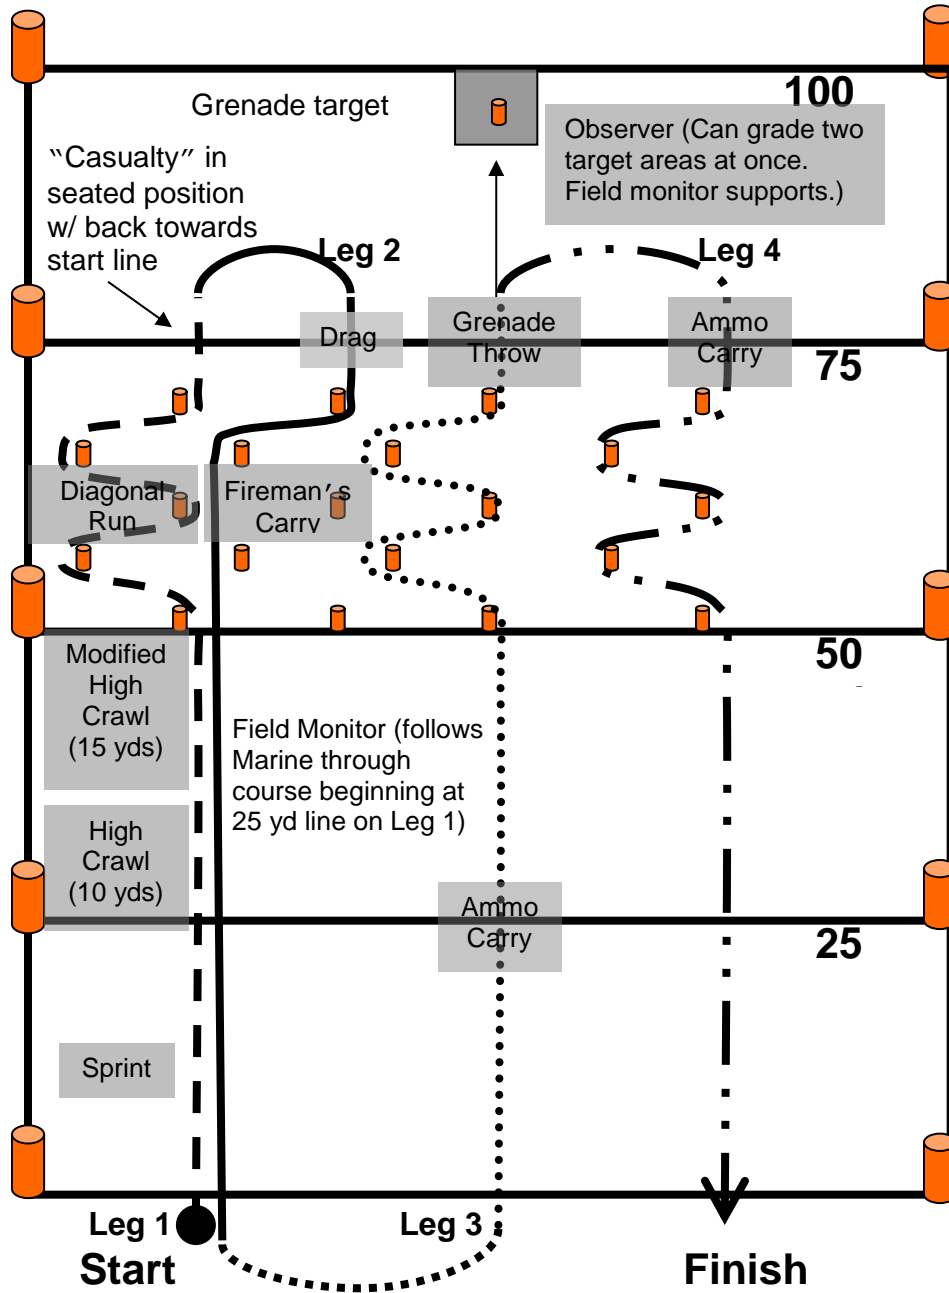 100
Grenade target
Observer (Can grade two
target areas at once.
Field monitor supports.)
“Casualty” in
seated position
w/ back towards
start line
Leg 2
Leg 4
Drag
Grenade
Throw
Ammo
Carry
75
Diagonal
Run
Fireman’s
Carry
50
Modified
High
Crawl
(15 yds)
Field Monitor (follows
Marine through
course beginning at
25 yd line on Leg 1)
High
Crawl
(10 yds)
Ammo
Carry
25
Sprint
Leg 1
Leg 3
Start
Finish